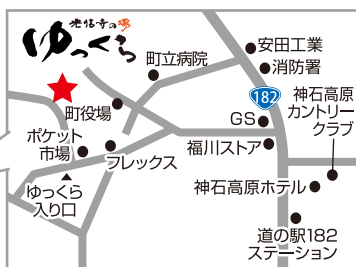 老信寺の郷
ゆっくら
町立病院
安田工業
消防署
182
神石高原
カントリー
クラブ
町役場
GS
ポケット
市場
フレックス
福川ストア
ゆっくら
入り口
神石高原ホテル
道の駅182
ステーション